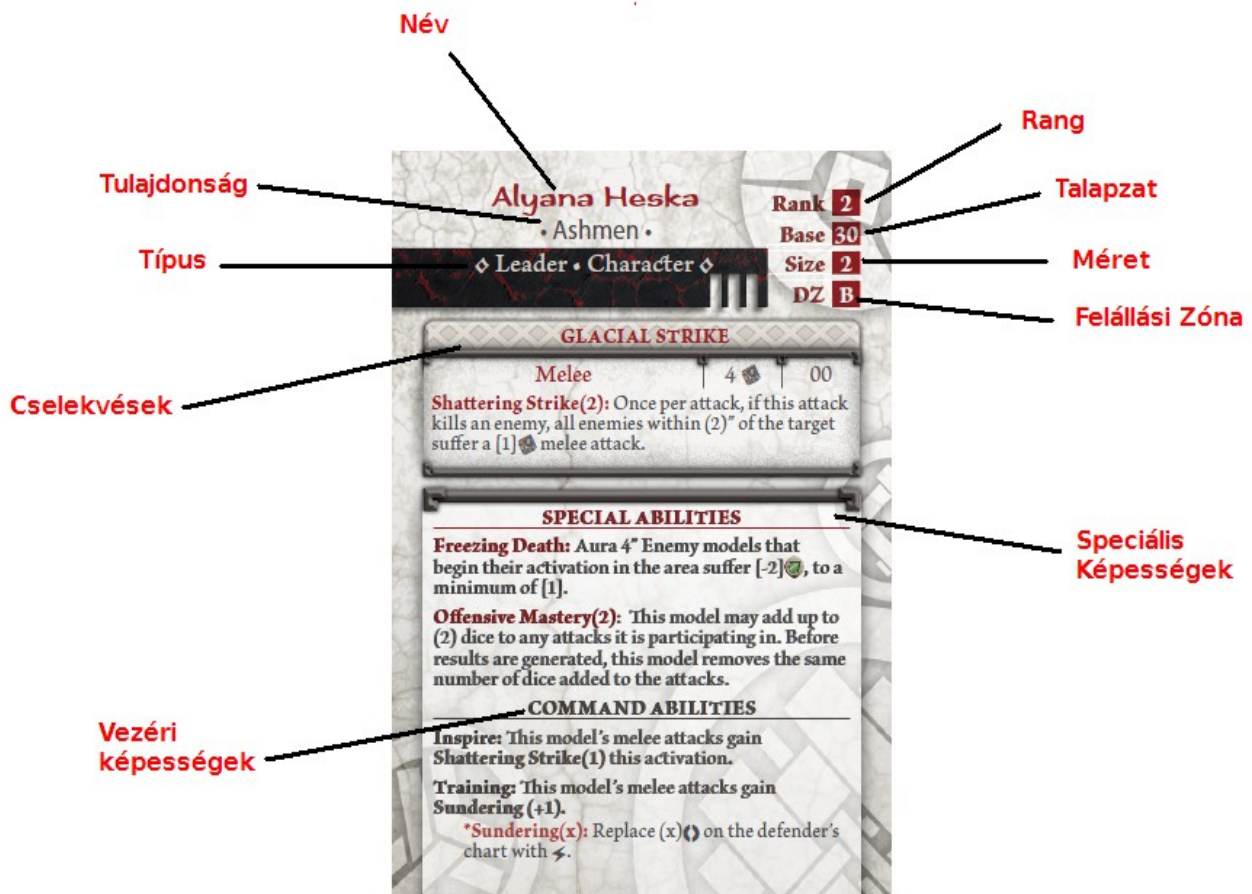 Név
Rang
Tulajdonság
Alyana Heska
Rank 2
Talapzat
• Ashmen •
Base 30
Típus
Leader • Character
Size 2
Méret
DZ B
Felállási Zóna
GLACIAL STRIKE
Melee 4 00
Cselekvések
Shattering Strike(2): Once per attack, if this attack
kills an enemy, all enemies within (2)” of the target
suffer a [1] melee attack.
SPECIAL ABILITIES
Speciális
Képességek
Freezing Death: Aura 4” Enemy models that
begin their activation in the area suffer [-2], to a
minimum of [1].
Offensive Mastery(2): This model may add up to
(2) dice to any attacks it is participating in. Before
results are generated, this model removes the same
number of dice added to the attacks.
COMMAND ABILITIES
Vezéri
képességek
Inspire: This model’s melee attacks gain
Shattering Strike(1) this activation.
Training: This model’s melee attacks gain
Sundering (+1).
*Sundering(x): Replace (x) on the defender’s
chart with .